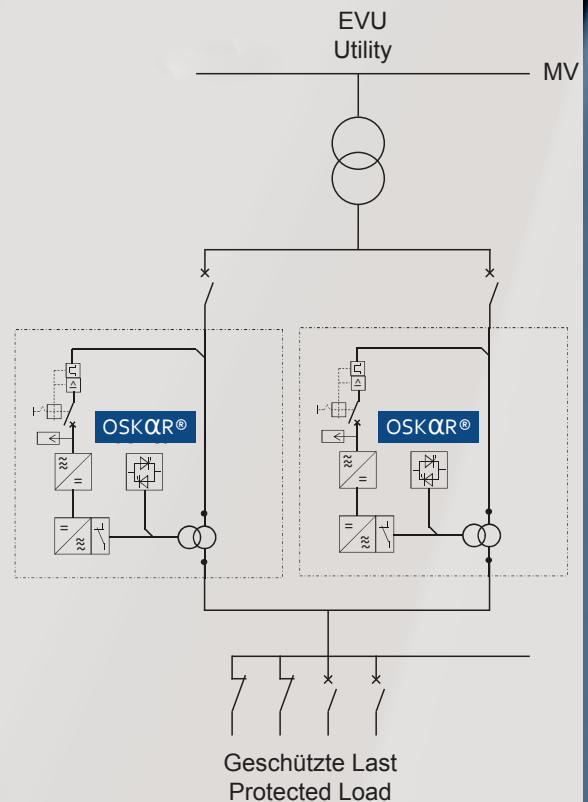 EVU
Utility
MV
OSKαR®
OSKαR®
Geschützte Last
Protected Load